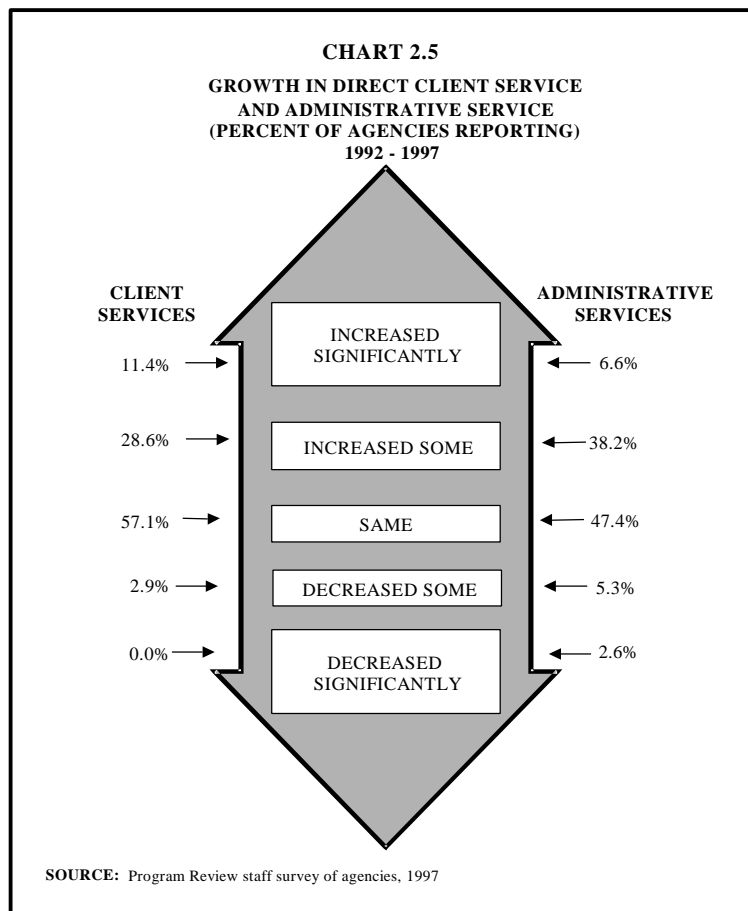 CHART 2.5
GROWTH IN DIRECT CLIENT SERVICE
AND ADMINISTRATIVE SERVICE
(PERCENT OF AGENCIES REPORTING)
1992 - 1997
CLIENT
SERVICES
ADMINISTRATIVE
SERVICES
INCREASED
SIGNIFICANTLY
11.4%
6.6%
28.6%
INCREASED SOME
38.2%
57.1%
SAME
47.4%
2.9%
DECREASED SOME
5.3%
0.0%
DECREASED
SIGNIFICANTLY
2.6%
SOURCE: Program Review staff survey of agencies, 1997